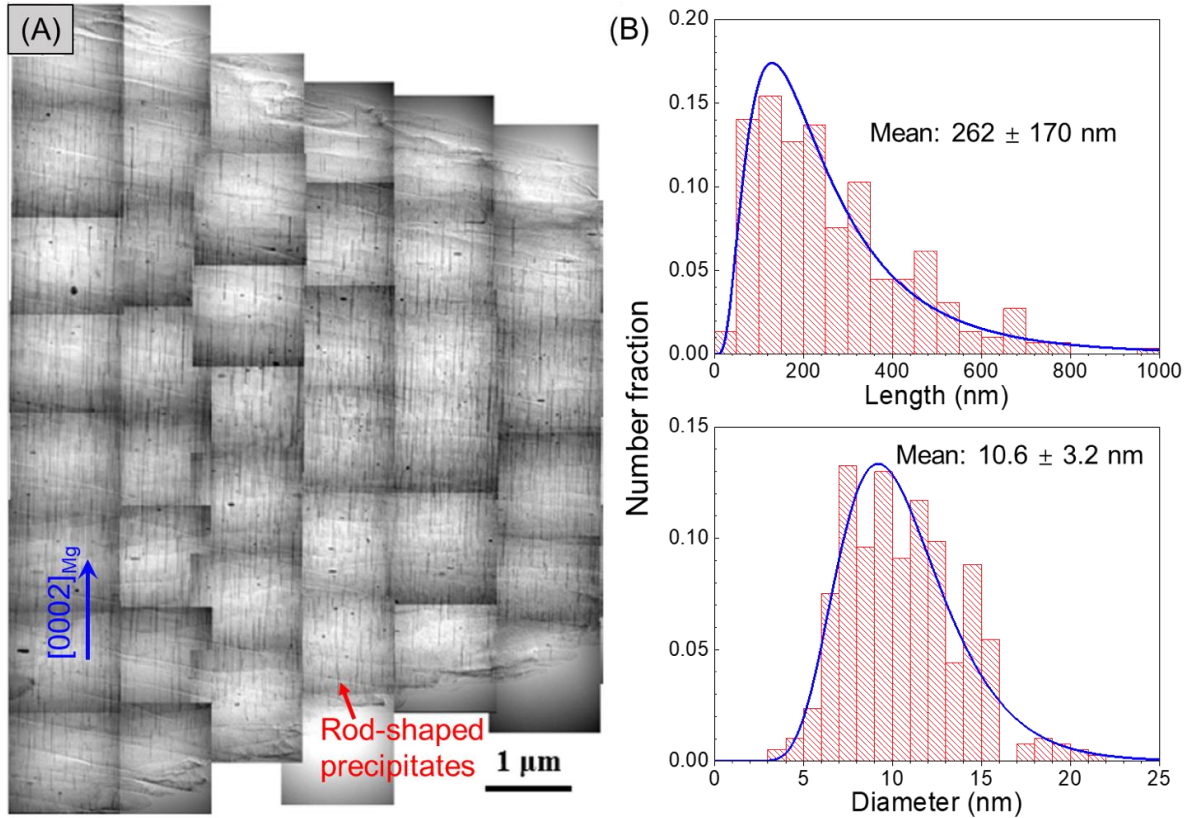 (A)
[0002]Mg
Rod-shaped
precipitates
1 μm
(B)
Number fraction
0.20
0.15
0.10
0.05
0.00
Mean: 262 ± 170 nm
0 200 400 600 800 1000
Length (nm)
0.15
0.10
0.05
0.00
Mean: 10.6 ± 3.2 nm
0 5 10 15 20 25
Diameter (nm)